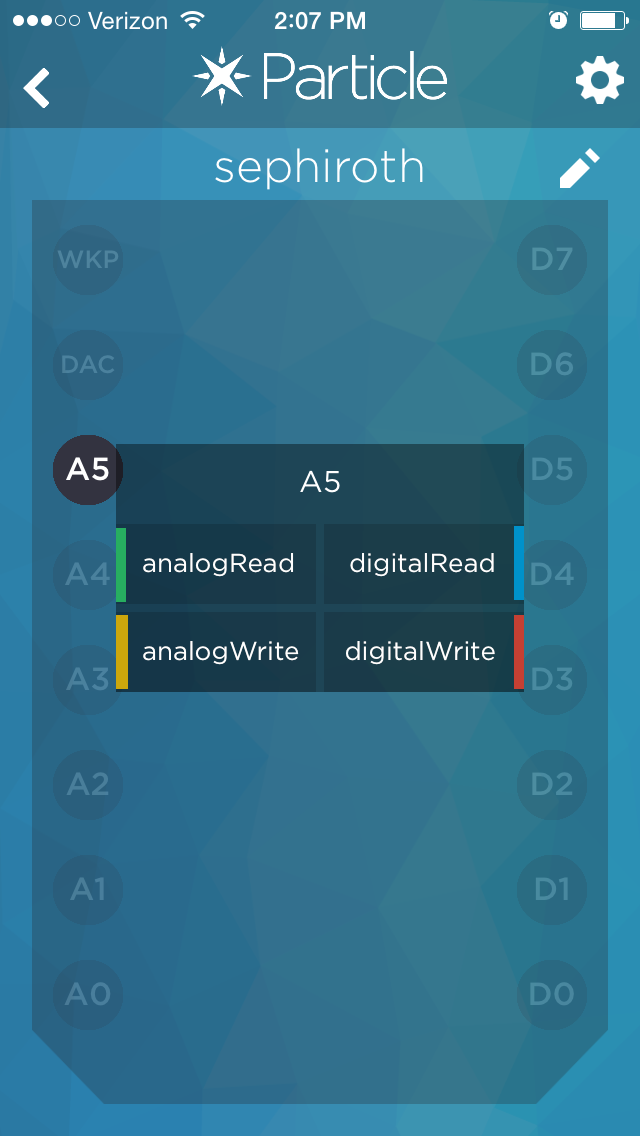 Verizon 2:07 PM
Particle
sephiroth
WKP D7
DAC D6
A5 D5
A5
A4 analogRead digitalRead D4
A3 analogWrite digitalWrite D3
A2 D2
A1 D1
A0 D0